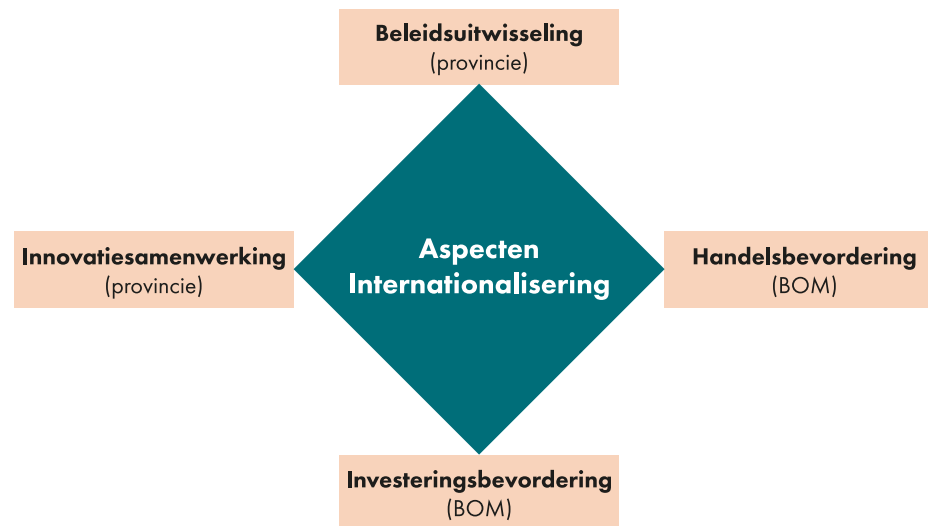 Beleidsuitwisseling
(provincie)
Innovatiesamenwerking
(provincie)
Aspecten
Internationalisering
Handelsbevordering
(BOM)
Investeringsbevordering
(BOM)